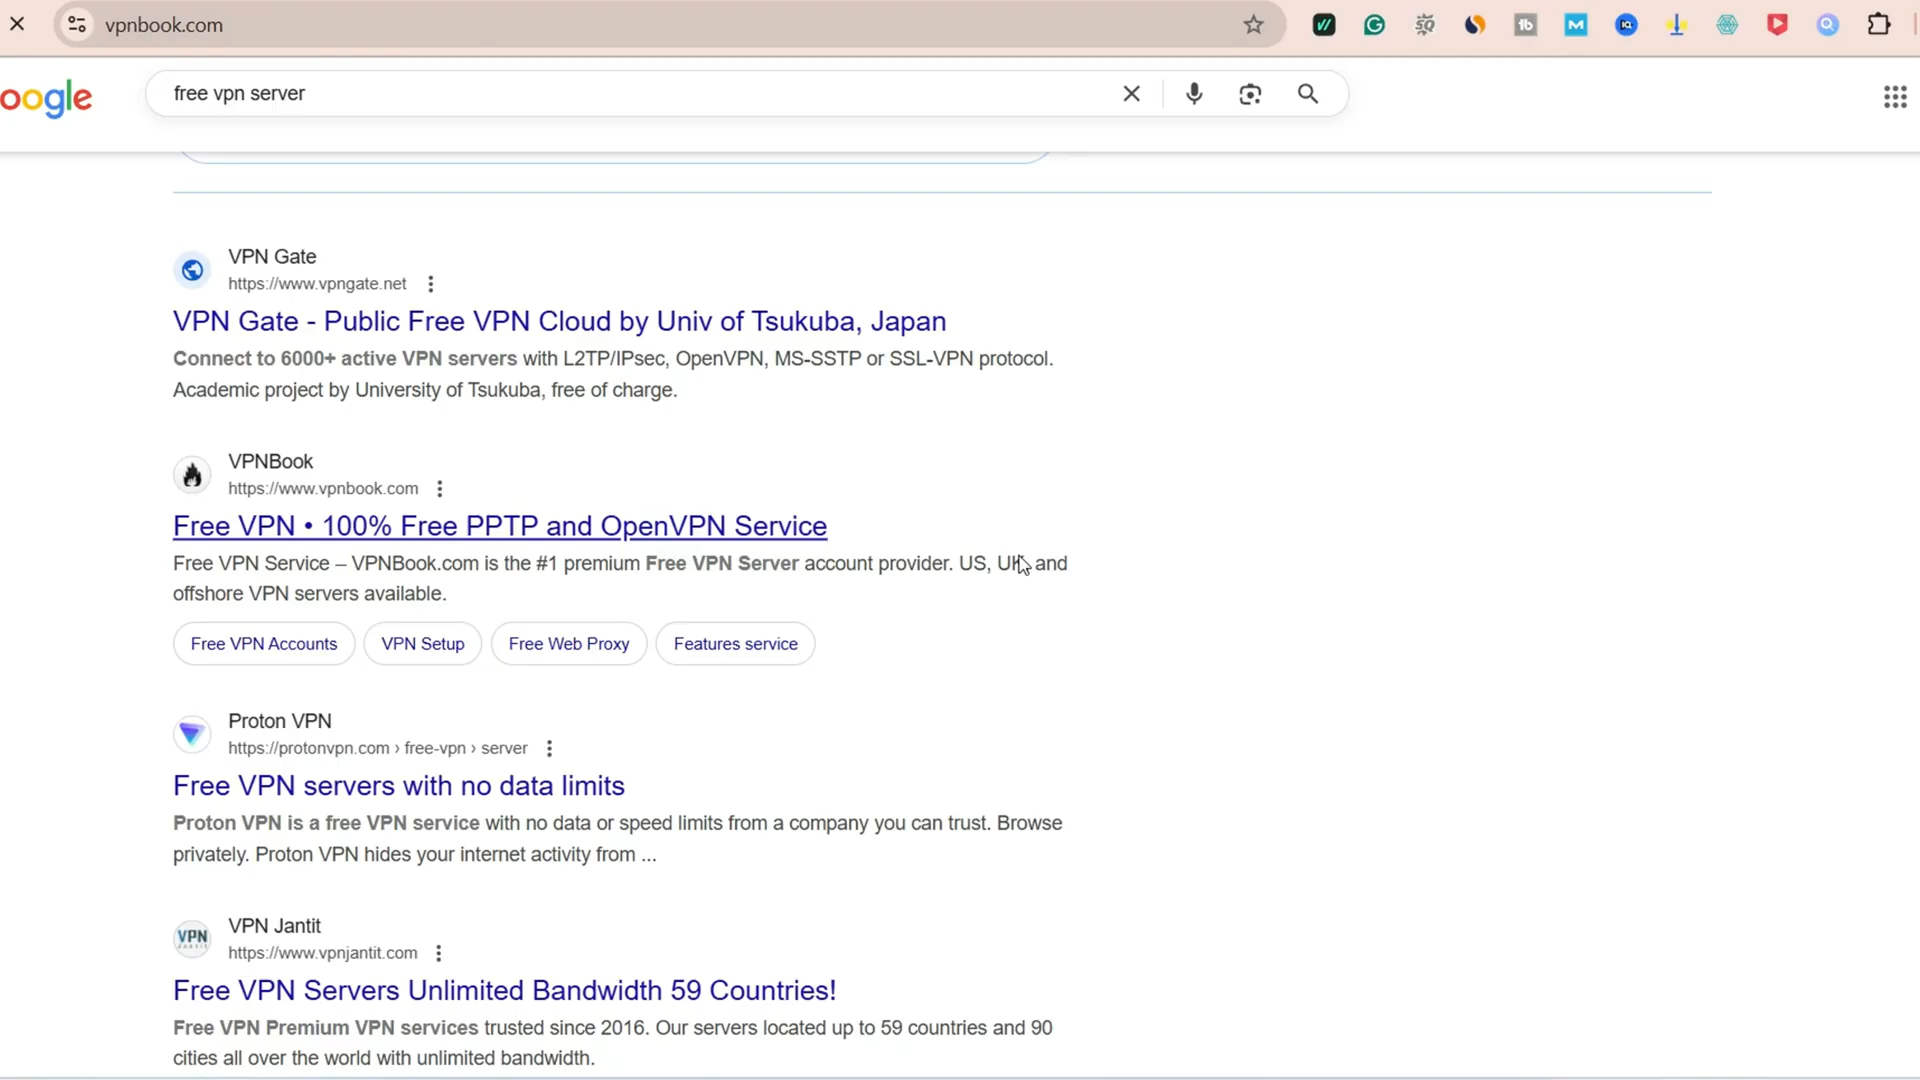 vpnbook.com
oogle
free vpn server
VPN Gate
https://www.vpngate.net
VPN Gate - Public Free VPN Cloud by Univ of Tsukuba, Japan
Connect to 6000+ active VPN servers with L2TP/IPsec, OpenVPN, MS-SSTP or SSL-VPN protocol.
Academic project by University of Tsukuba, free of charge.
VPNBook
https://www.vpnbook.com
Free VPN • 100% Free PPTP and OpenVPN Service
Free VPN Service – VPNBook.com is the #1 premium Free VPN Server account provider. US, UK and
offshore VPN servers available.
Free VPN Accounts
VPN Setup
Free Web Proxy
Features service
Proton VPN
https://protonvpn.com › free-vpn › server
Free VPN servers with no data limits
Proton VPN is a free VPN service with no data or speed limits from a company you can trust. Browse
privately. Proton VPN hides your internet activity from ...
VPN Jantit
https://www.vpnjantit.com
VPN
Free VPN Servers Unlimited Bandwidth 59 Countries!
Free VPN Premium VPN services trusted since 2016. Our servers located up to 59 countries and 90
cities all over the world with unlimited bandwidth.